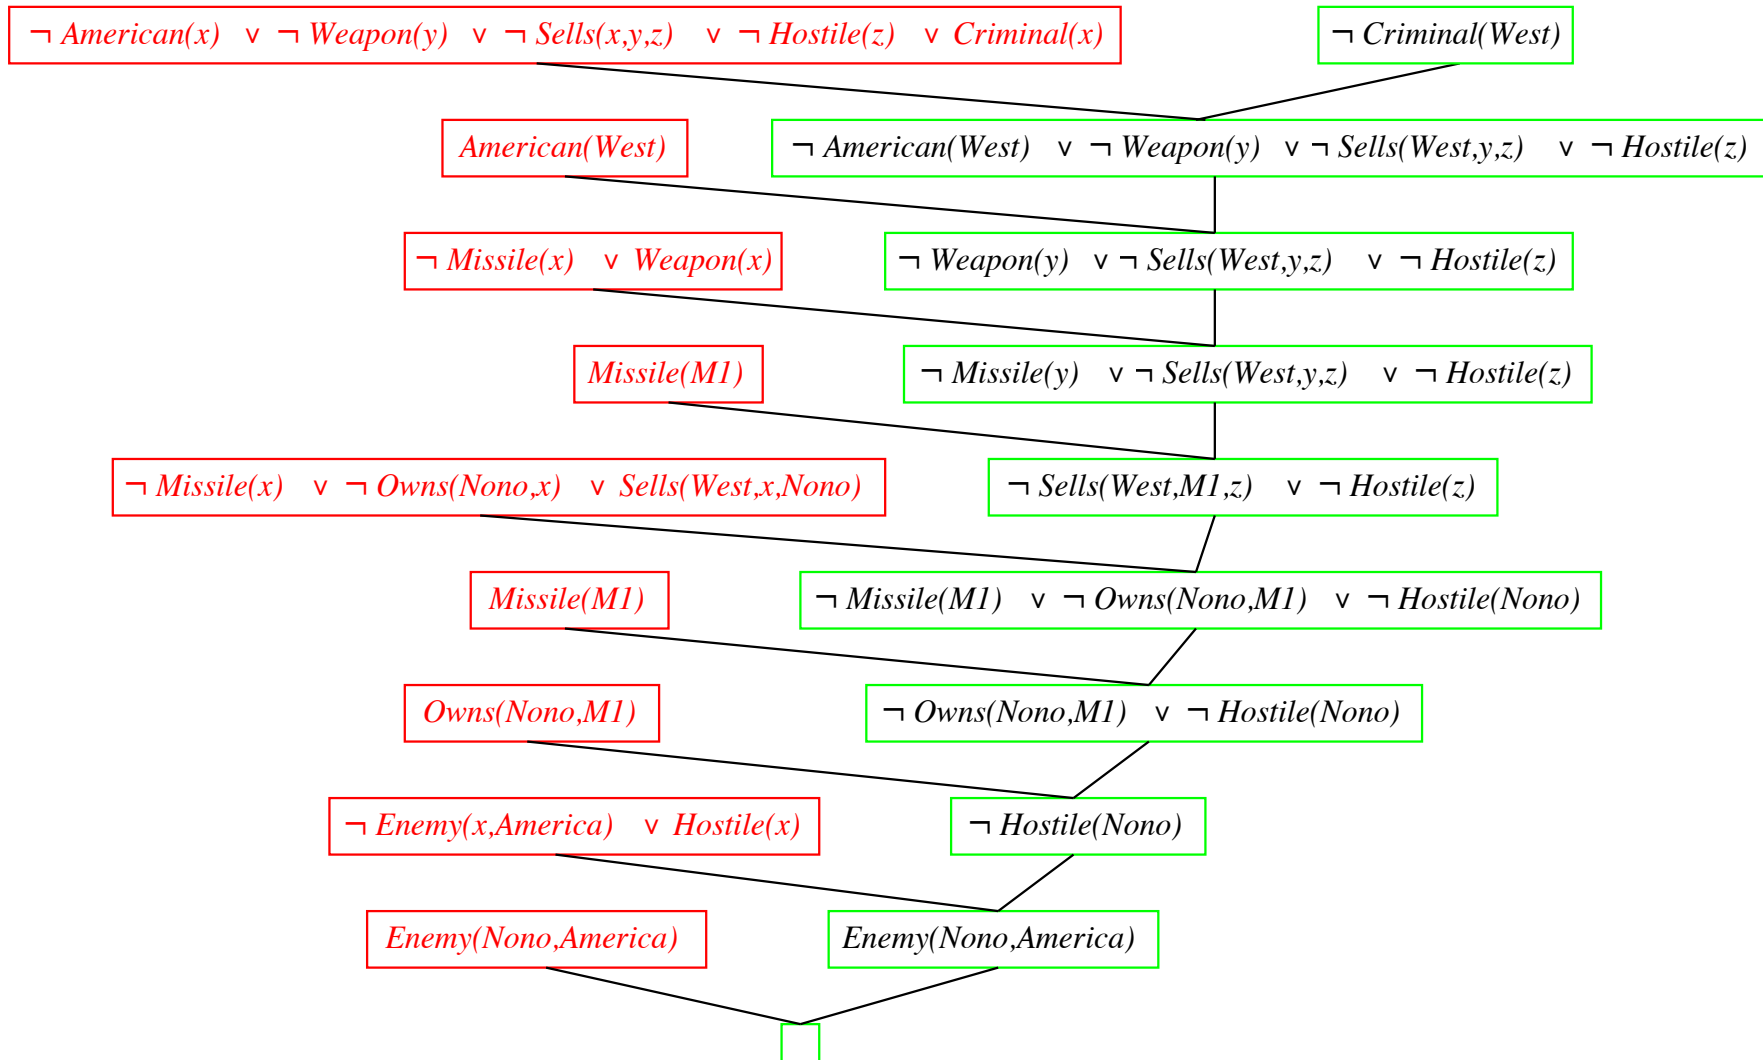 ¬ American(x) ∨ ¬ Weapon(y) ∨ ¬ Sells(x,y,z) ∨ ¬ Hostile(z) ∨ Criminal(x) ¬ Criminal(West)
American(West) ¬ American(West) ∨ ¬ Weapon(y) ∨ ¬ Sells(West,y,z) ∨ ¬ Hostile(z)
¬ Missile(x) ∨ Weapon(x) ¬ Weapon(y) ∨ ¬ Sells(West,y,z) ∨ ¬ Hostile(z)
Missile(M1) ¬ Missile(y) ∨ ¬ Sells(West,y,z) ∨ ¬ Hostile(z)
¬ Missile(x) ∨ ¬ Owns(Nono,x) ∨ Sells(West,x,Nono) ¬ Sells(West,M1,z) ∨ ¬ Hostile(z)
Missile(M1) ¬ Missile(M1) ∨ ¬ Owns(Nono,M1) ∨ ¬ Hostile(Nono)
Owns(Nono,M1) ¬ Owns(Nono,M1) ∨ ¬ Hostile(Nono)
¬ Enemy(x,America) ∨ Hostile(x) ¬ Hostile(Nono)
Enemy(Nono,America) Enemy(Nono,America)